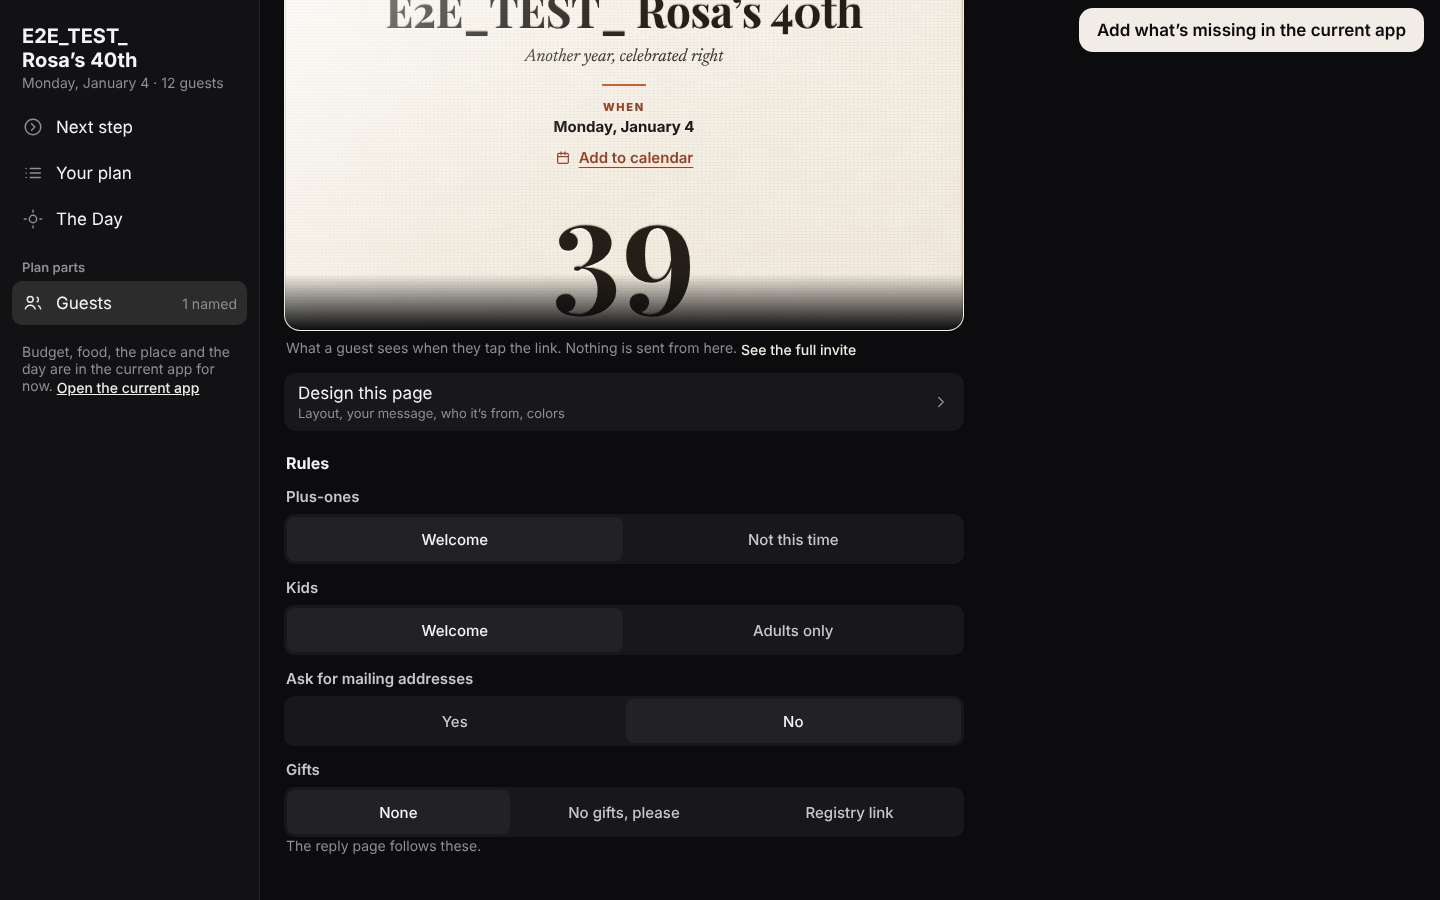 E2E_TEST_
Rosa’s 40th
Monday, January 4 · 12 guests
Next step
Your plan
The Day
Plan parts
Guests
1 named
Budget, food, the place and the
day are in the current app for
now. Open the current app
E2E_TEST_ Rosa’s 40th
Another year, celebrated right
WHEN
Monday, January 4
Add to calendar
39
What a guest sees when they tap the link. Nothing is sent from here. See the full invite
Design this page
Layout, your message, who it’s from, colors
Rules
Plus-ones
Welcome
Not this time
Kids
Welcome
Adults only
Ask for mailing addresses
Yes
No
Gifts
None
No gifts, please
Registry link
The reply page follows these.
Add what’s missing in the current app